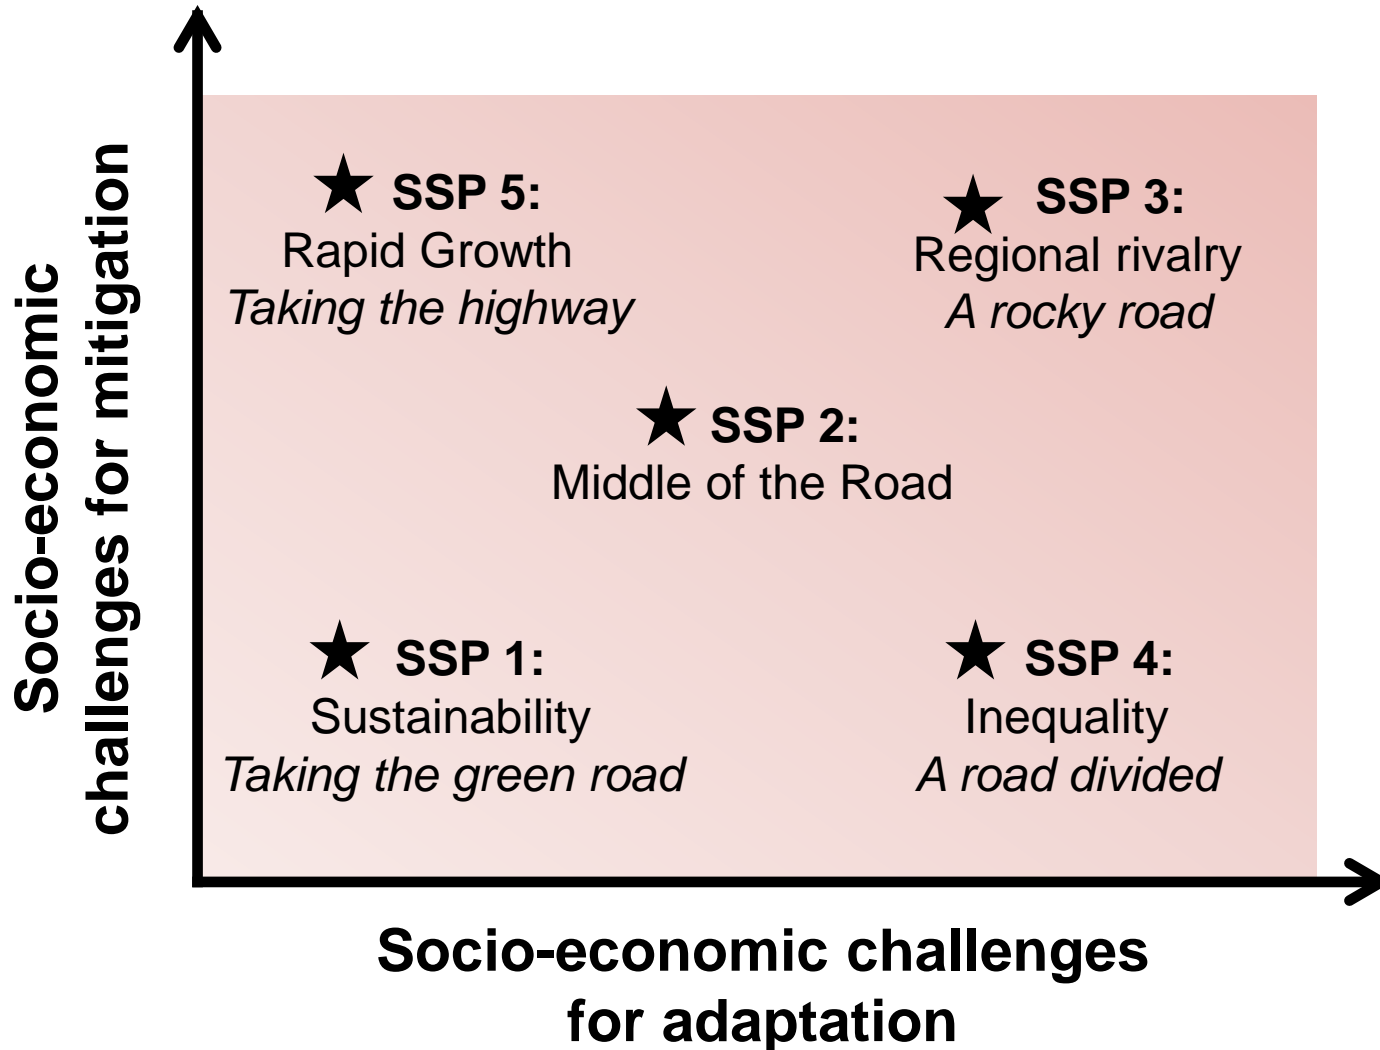 Socio-economic
challenges for mitigation
SSP 5:
Rapid Growth
Taking the highway
SSP 3:
Regional rivalry
A rocky road
SSP 2:
Middle of the Road
SSP 1:
Sustainability
Taking the green road
SSP 4:
Inequality
A road divided
Socio-economic challenges
for adaptation